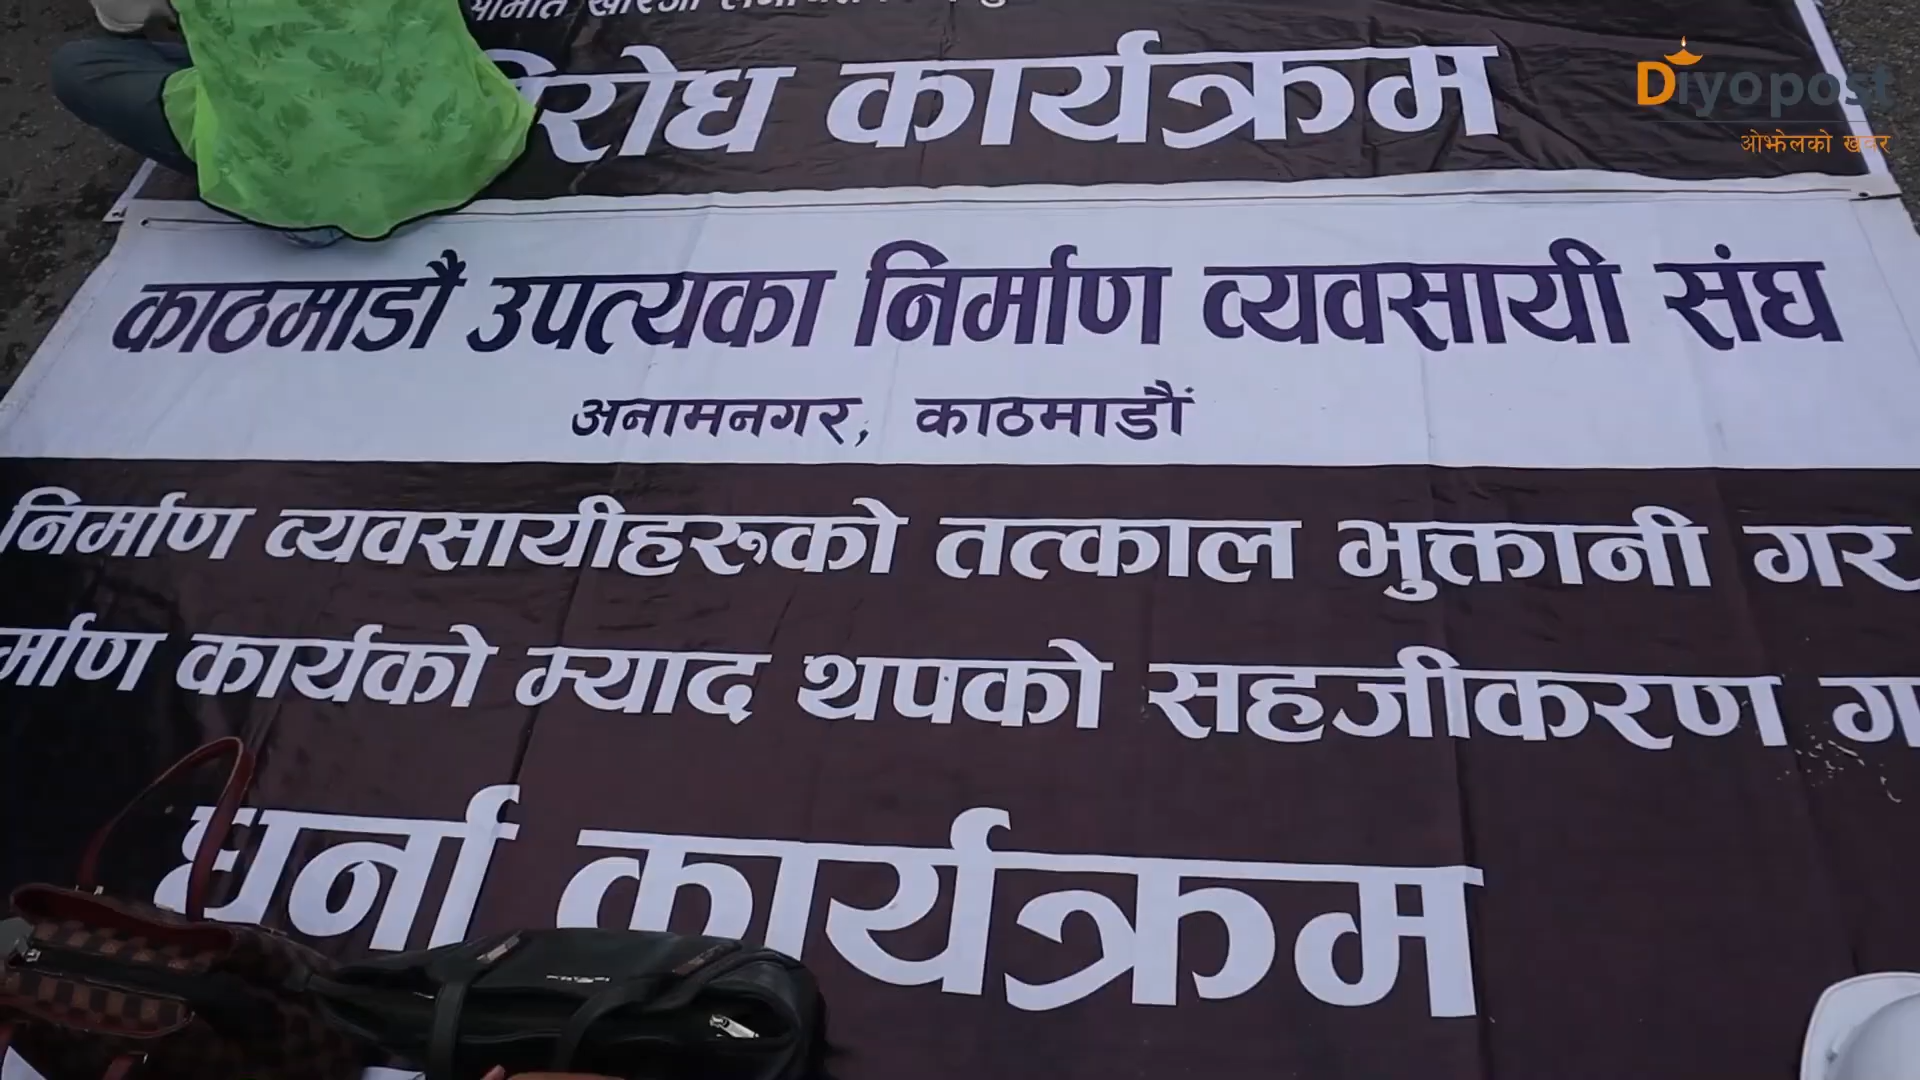 कार्यक्रम
Diyopost
ओझेलको खबर
काठमाडौ उपत्यका निर्माण व्यवसायी संघ
अनामनगर, काठमाडौं
निर्माण व्यवसायीहरुको तत्काल भुक्तानी गर
कार्यको म्याद थपको सहजीकरण
धर्ना कार्यक्रम